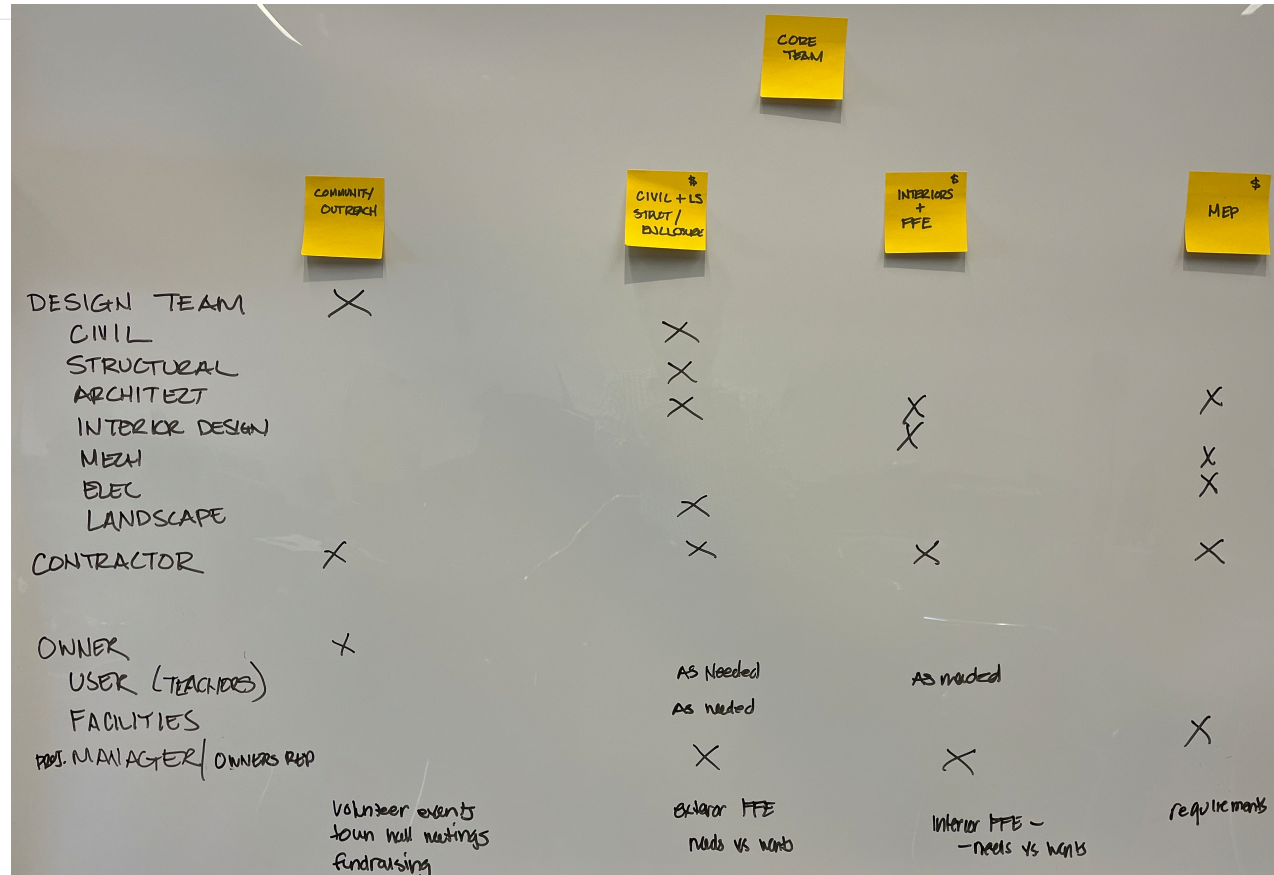 CORE
TEAM
COMMUNITY/
OUTREACH
$
CIVIL + LS
STRUCT/
ENCLOSURE
$
INTERIORS
+
FFE
$
MEP
DESIGN TEAM X
CIVIL X
STRUCTURAL X
ARCHITECT X X X
INTERIOR DESIGN X
MECH X
ELEC X
LANDSCAPE X
CONTRACTOR X X X X
OWNER X
USER (TEACHERS) As Needed As needed
FACILITIES As needed X
PROJ. MANAGER/OWNERS REP X X
Volunteer events
town hall meetings
fundraising
exterior FFE
needs vs wants
Interior FFE -
- needs vs wants
requirements